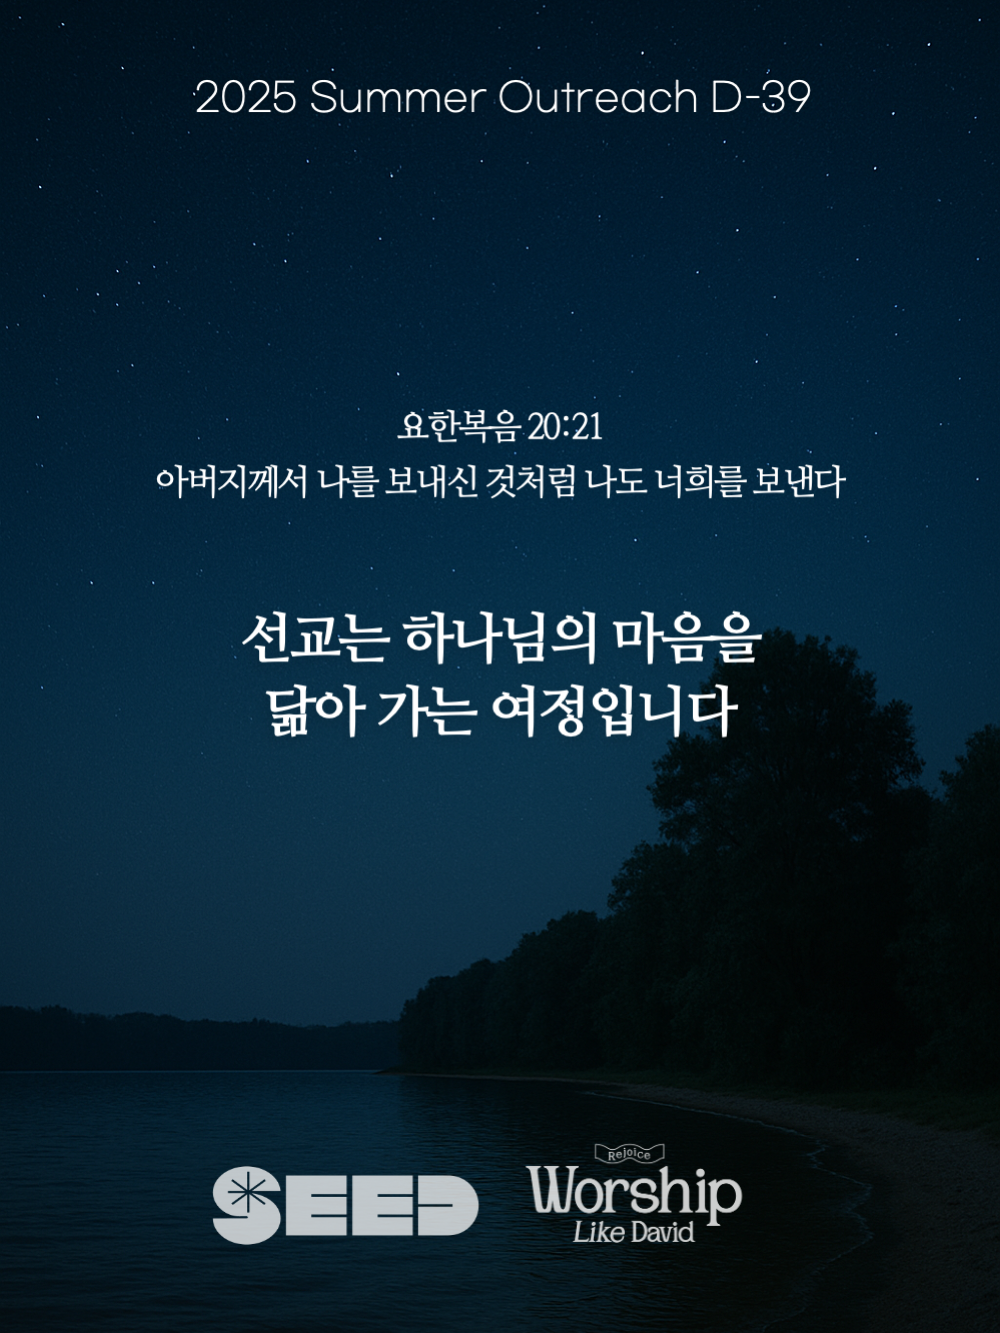 2025 Summer Outreach D-39
요한복음 20:21
아버지께서 나를 보내신 것처럼 나도 너희를 보낸다
선교는 하나님의 마음을
닮아 가는 여정입니다
SEED
Rejoice
Worship
Like David